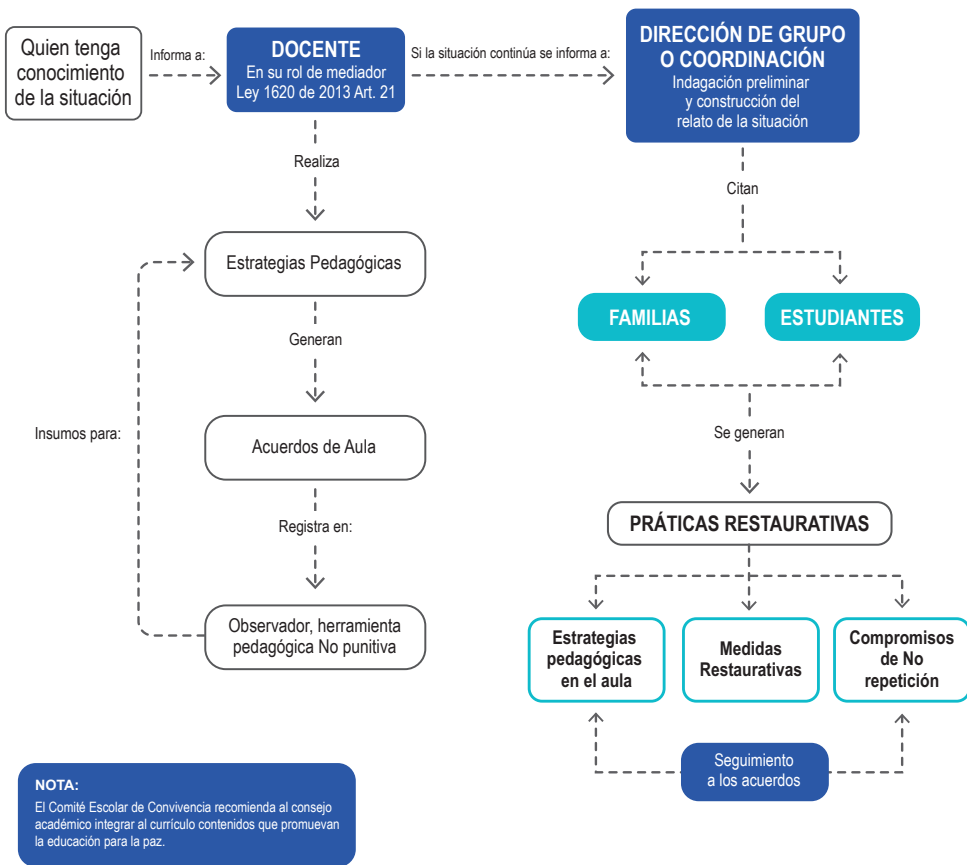 Quien tenga
conocimiento
de la situación
Informa a:
DOCENTE
En su rol de mediador
Ley 1620 de 2013 Art. 21
Si la situación continúa se informa a:
DIRECCIÓN DE GRUPO
O COORDINACIÓN
Indagación preliminar
y construcción del
relato de la situación
Realiza
Estrategias Pedagógicas
Generan
Acuerdos de Aula
Registra en:
Observador, herramienta
pedagógica No punitiva
Insumos para:
Citan
FAMILIAS
ESTUDIANTES
Se generan
PRÁTICAS RESTAURATIVAS
Estrategias
pedagógicas
en el aula
Medidas
Restaurativas
Compromisos
de No
repetición
Seguimiento
a los acuerdos
NOTA:
El Comité Escolar de Convivencia recomienda al consejo
académico integrar al currículo contenidos que promuevan
la educación para la paz.